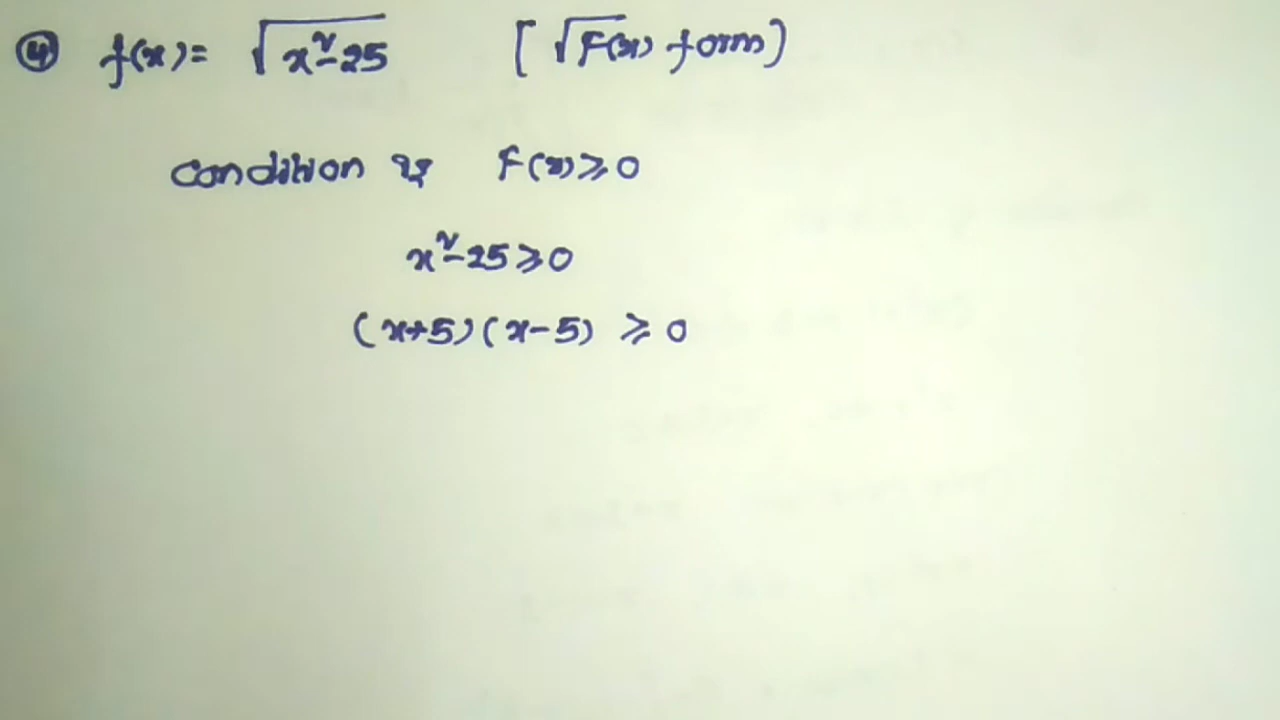 ④ f(x) = √x²-25 [√F(x) form)
condition is F(x) ≥ 0
x²-25 ≥ 0
(x+5)(x-5) ≥ 0